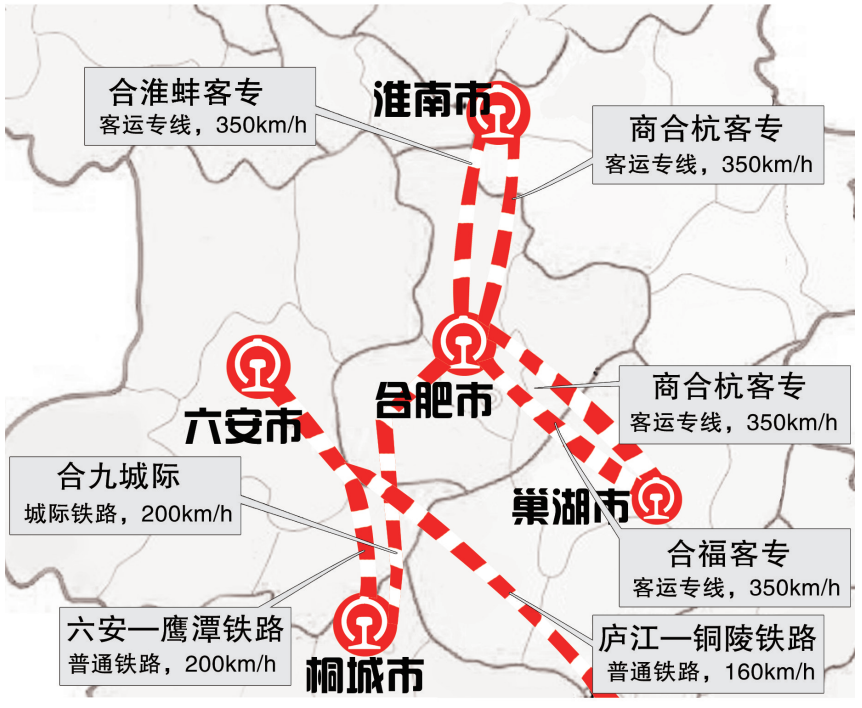 合淮蚌客专
客运专线，350km/h
淮南市
商合杭客专
客运专线，350km/h
六安市
合肥市
商合杭客专
客运专线，350km/h
合九城际
城际铁路，200km/h
巢湖市
合福客专
客运专线，350km/h
六安—鹰潭铁路
普通铁路，200km/h
桐城市
庐江—铜陵铁路
普通铁路，160km/h